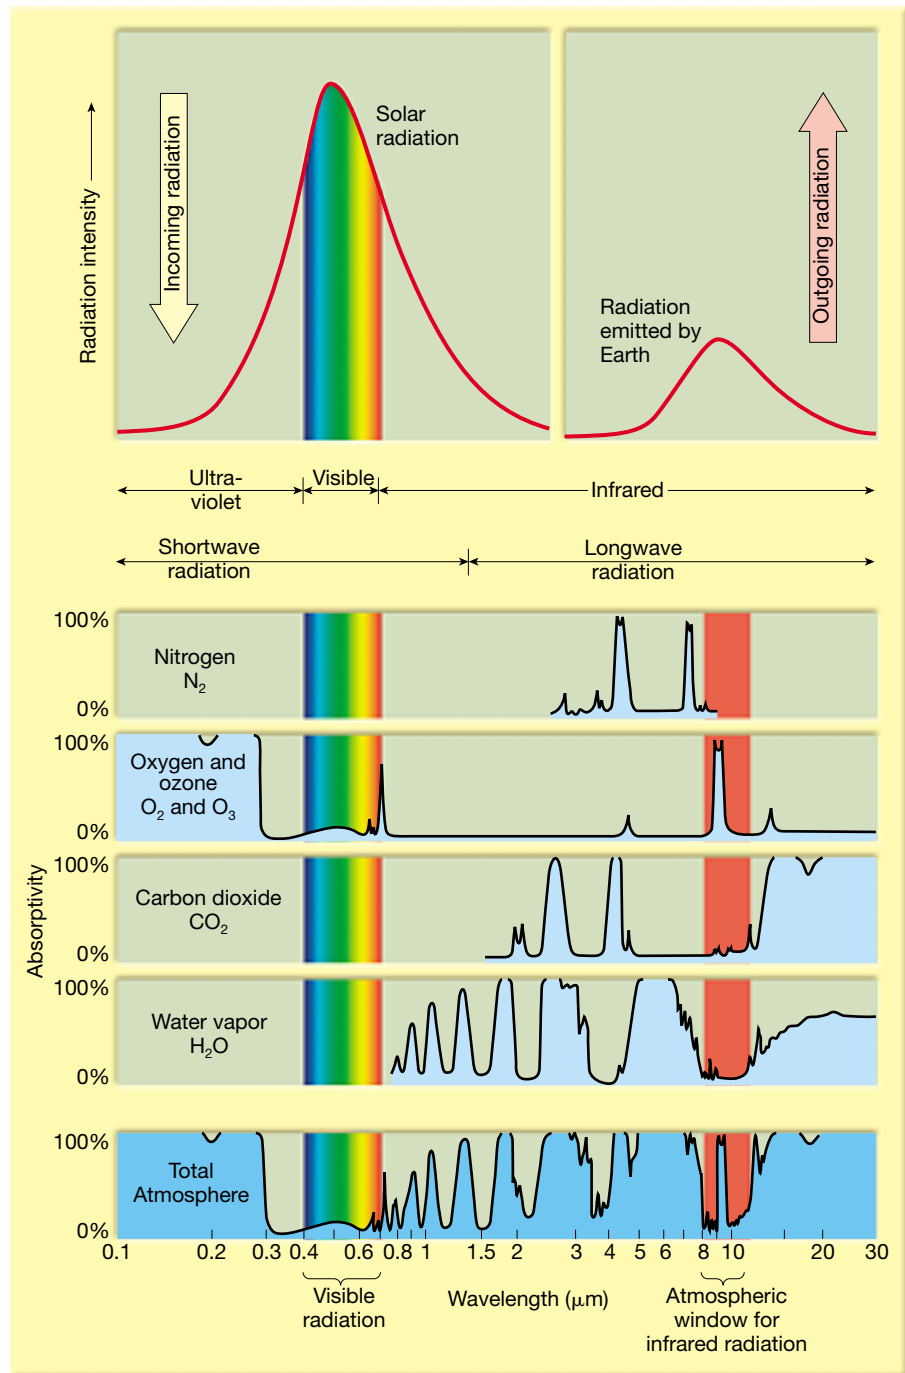 Solar
radiation
Incoming radiation
Radiation intensity
Outgoing radiation
Radiation
emitted by
Earth
Ultra-
violet
Visible
Infrared
Shortwave
radiation
Longwave
radiation
Absorptivity
100%
Nitrogen
N₂
0%
100%
Oxygen and
ozone
O₂ and O₃
0%
100%
Carbon dioxide
CO₂
0%
100%
Water vapor
H₂O
0%
100%
Total
Atmosphere
0%
0.1 0.2 0.3 0.4 0.6 0.8 1 1.5 2 3 4 5 6 8 10 20 30
Visible
radiation
Wavelength (μm)
Atmospheric
window for
infrared radiation